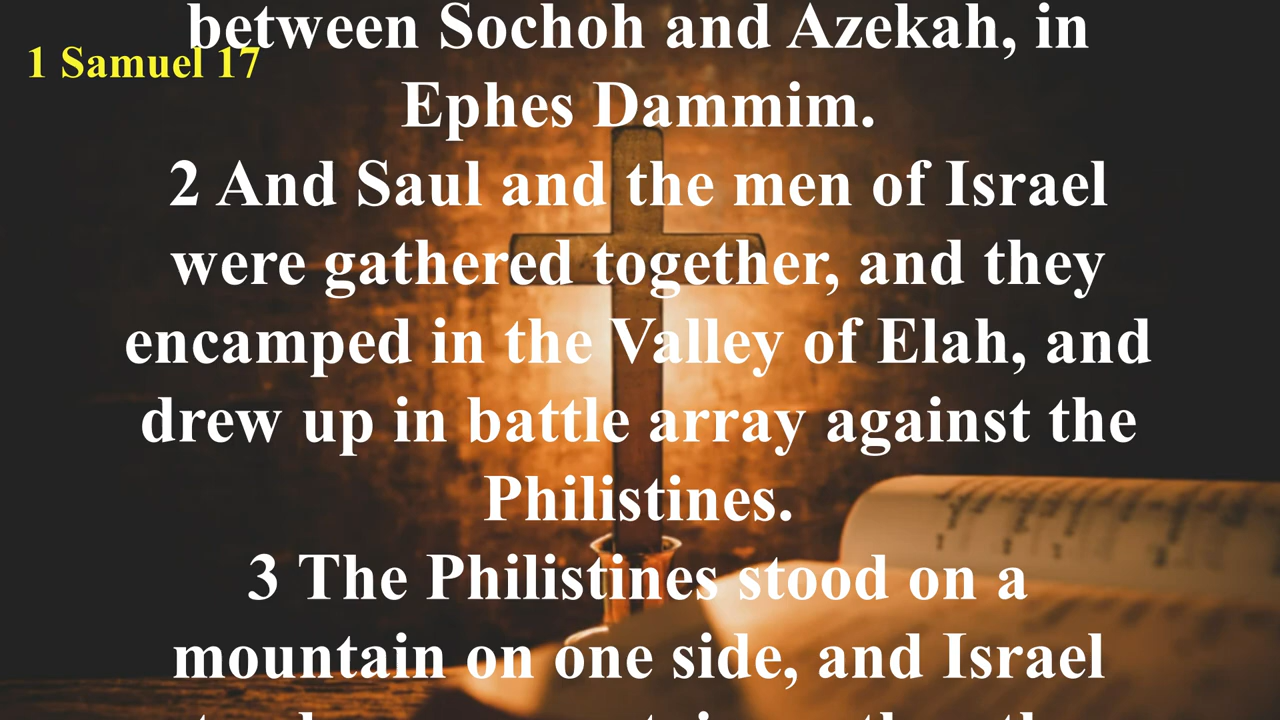 between Sochoh and Azekah, in
1 Samuel 17
Ephes Dammim.
2 And Saul and the men of Israel
were gathered together, and they
encamped in the Valley of Elah, and
drew up in battle array against the
Philistines.
3 The Philistines stood on a
mountain on one side, and Israel